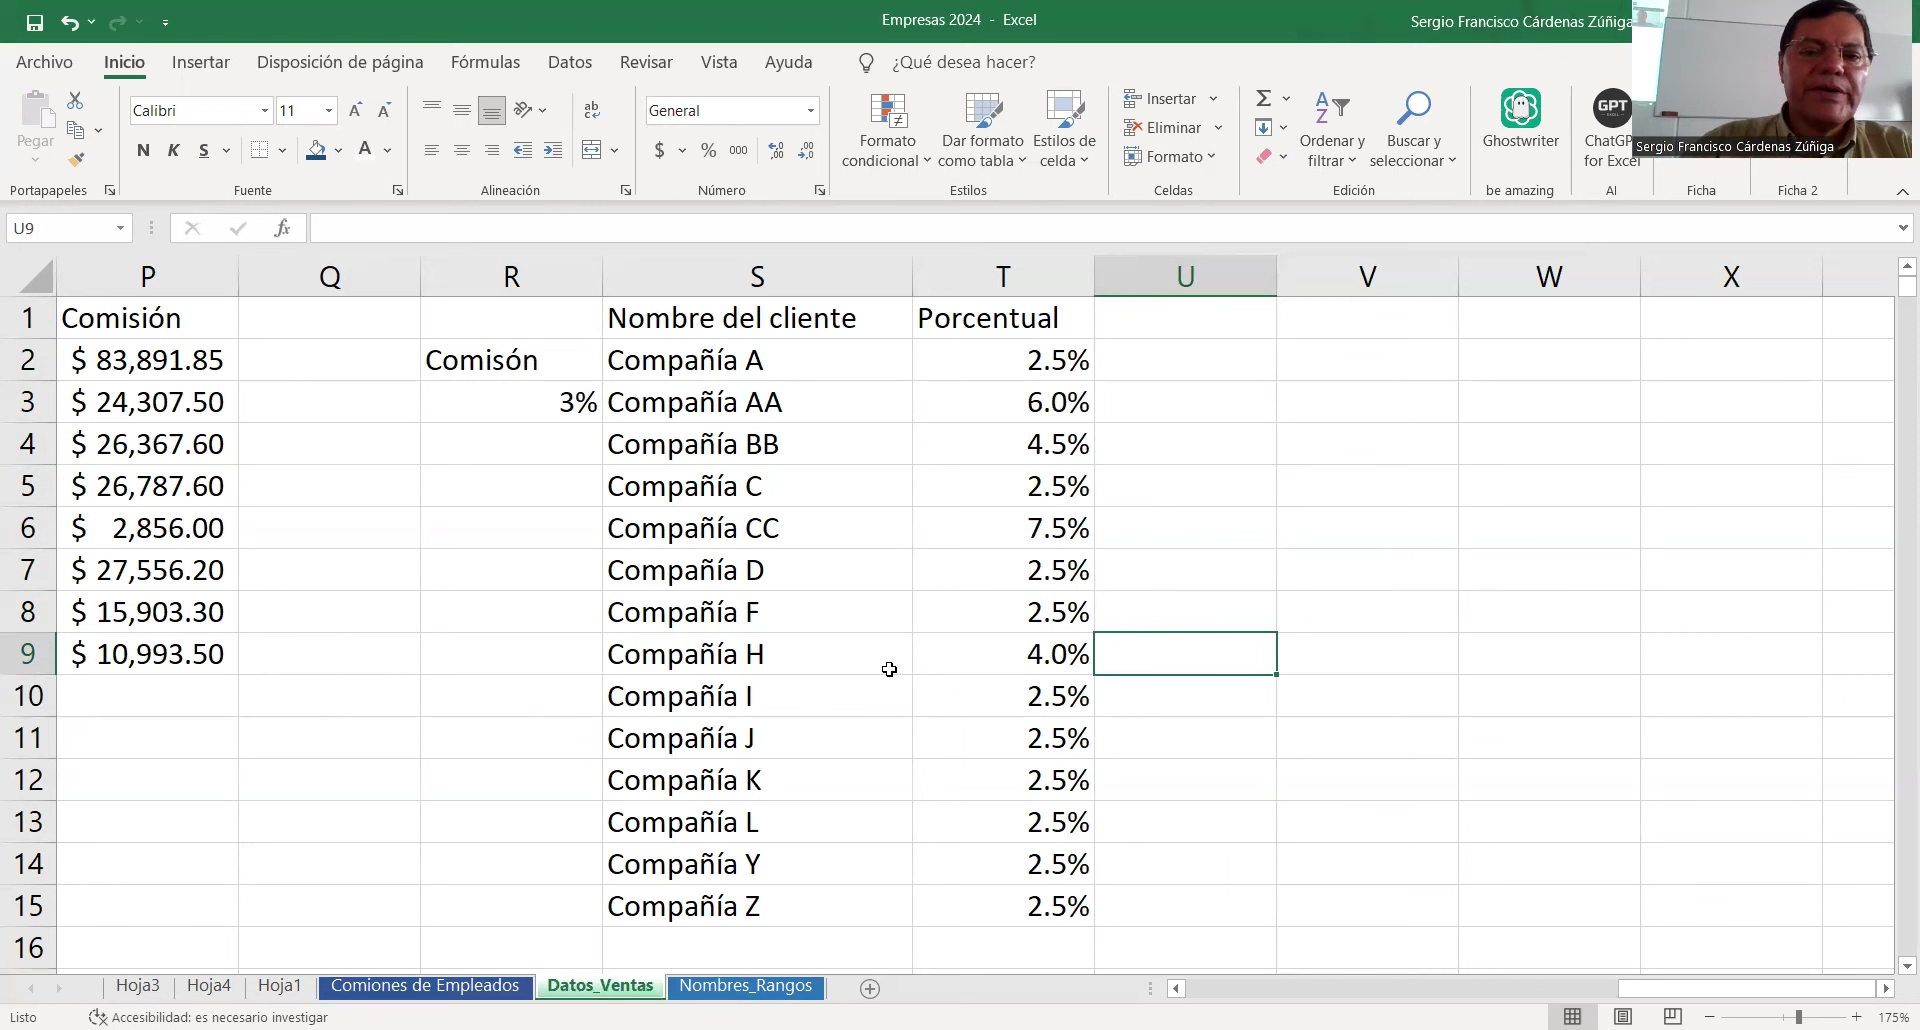 Empresas 2024 - Excel
Sergio Francisco Cárdenas Zúñiga
Archivo Inicio Insertar Disposición de página Fórmulas Datos Revisar Vista Ayuda ¿Qué desea hacer?
Pegar
Calibri 11
N K S
General
$ % 000
Formato condicional
Dar formato como tabla
Estilos de celda
Insertar
Eliminar
Formato
Ordenar y filtrar
Buscar y seleccionar
Ghostwriter
ChatGPT for Excel
GPT
Sergio Francisco Cárdenas Zúñiga
Portapapeles Fuente Alineación Número Estilos Celdas Edición be amazing AI Ficha Ficha 2
U9 fx
P Q R S T U V W X
1 Comisión Nombre del cliente Porcentual
2 $ 83,891.85 Comisón Compañía A 2.5%
3 $ 24,307.50 3% Compañía AA 6.0%
4 $ 26,367.60 Compañía BB 4.5%
5 $ 26,787.60 Compañía C 2.5%
6 $ 2,856.00 Compañía CC 7.5%
7 $ 27,556.20 Compañía D 2.5%
8 $ 15,903.30 Compañía F 2.5%
9 $ 10,993.50 Compañía H 4.0%
10 Compañía I 2.5%
11 Compañía J 2.5%
12 Compañía K 2.5%
13 Compañía L 2.5%
14 Compañía Y 2.5%
15 Compañía Z 2.5%
16
Hoja3 Hoja4 Hoja1 Comiones de Empleados Datos_Ventas Nombres_Rangos
Listo Accesibilidad: es necesario investigar 175%